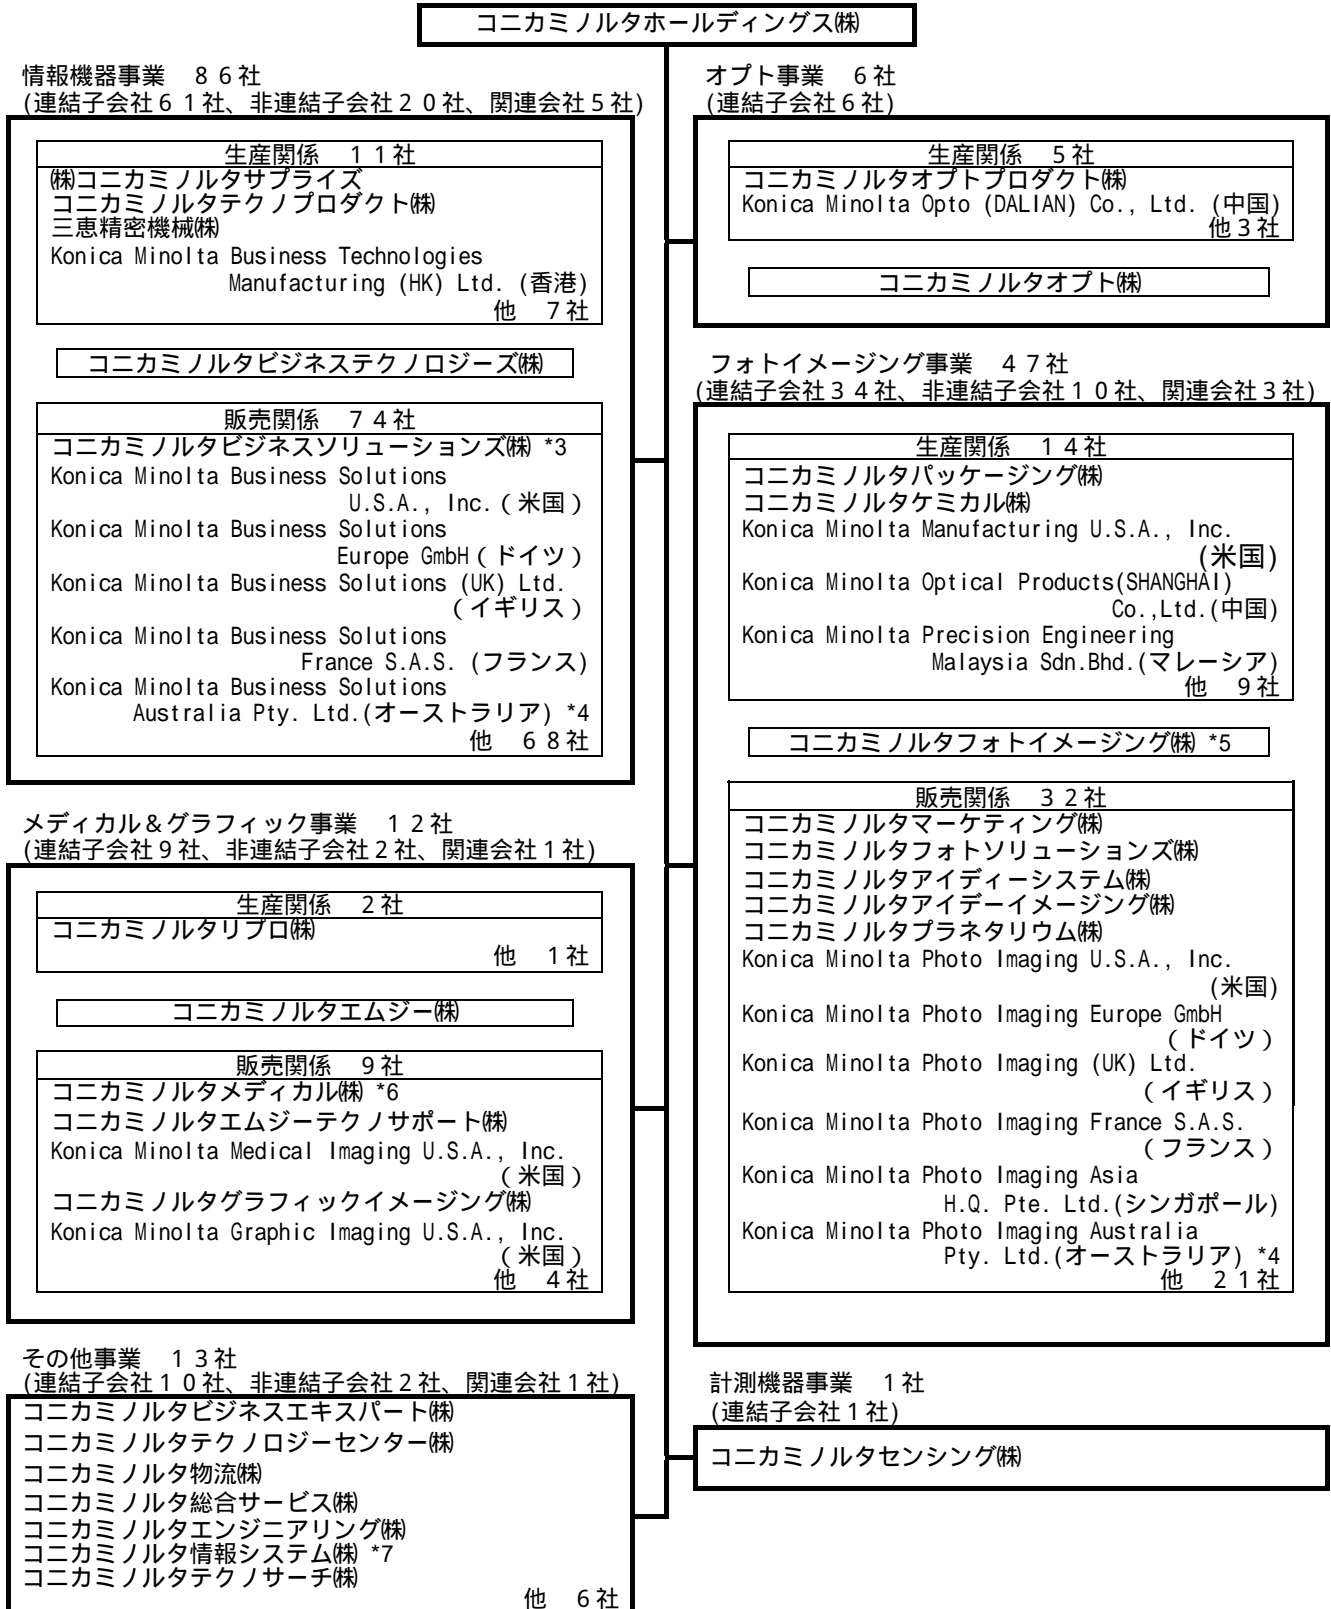 コニカミノルタホールディングス㈱
情報機器事業　８６社
(連結子会社６１社、非連結子会社２０社、関連会社５社)
生産関係　１１社
㈱コニカミノルタサプライズ
コニカミノルタテクノプロダクト㈱
三恵精密機械㈱
Konica Minolta Business Technologies
Manufacturing (HK) Ltd. (香港)
他　７社
コニカミノルタビジネステクノロジーズ㈱
販売関係　７４社
コニカミノルタビジネスソリューションズ㈱ *3
Konica Minolta Business Solutions
U.S.A., Inc.（米国）
Konica Minolta Business Solutions
Europe GmbH（ドイツ）
Konica Minolta Business Solutions (UK) Ltd.
（イギリス）
Konica Minolta Business Solutions
France S.A.S. (フランス)
Konica Minolta Business Solutions
Australia Pty. Ltd.(オーストラリア) *4
他　６８社
メディカル＆グラフィック事業　１２社
(連結子会社９社、非連結子会社２社、関連会社１社)
生産関係　２社
コニカミノルタリプロ㈱
他　１社
コニカミノルタエムジー㈱
販売関係　９社
コニカミノルタメディカル㈱ *6
コニカミノルタエムジーテクノサポート㈱
Konica Minolta Medical Imaging U.S.A., Inc.
（米国）
コニカミノルタグラフィックイメージング㈱
Konica Minolta Graphic Imaging U.S.A., Inc.
（米国）
他　４社
その他事業　１３社
(連結子会社１０社、非連結子会社２社、関連会社１社)
コニカミノルタビジネスエキスパート㈱
コニカミノルタテクノロジーセンター㈱
コニカミノルタ物流㈱
コニカミノルタ総合サービス㈱
コニカミノルタエンジニアリング㈱
コニカミノルタ情報システム㈱ *7
コニカミノルタテクノサーチ㈱
他　６社
オプト事業　６社
(連結子会社６社)
生産関係　５社
コニカミノルタオプトプロダクト㈱
Konica Minolta Opto (DALIAN) Co., Ltd. (中国)
他３社
コニカミノルタオプト㈱
フォトイメージング事業　４７社
(連結子会社３４社、非連結子会社１０社、関連会社３社)
生産関係　１４社
コニカミノルタパッケージング㈱
コニカミノルタケミカル㈱
Konica Minolta Manufacturing U.S.A., Inc.
(米国)
Konica Minolta Optical Products(SHANGHAI)
Co.,Ltd.(中国)
Konica Minolta Precision Engineering
Malaysia Sdn.Bhd.(マレーシア)
他　９社
コニカミノルタフォトイメージング㈱ *5
販売関係　３２社
コニカミノルタマーケティング㈱
コニカミノルタフォトソリューションズ㈱
コニカミノルタアイディーシステム㈱
コニカミノルタアイデーイメージング㈱
コニカミノルタプラネタリウム㈱
Konica Minolta Photo Imaging U.S.A., Inc.
(米国)
Konica Minolta Photo Imaging Europe GmbH
（ドイツ）
Konica Minolta Photo Imaging (UK) Ltd.
（イギリス）
Konica Minolta Photo Imaging France S.A.S.
（フランス）
Konica Minolta Photo Imaging Asia
H.Q. Pte. Ltd.(シンガポール)
Konica Minolta Photo Imaging Australia
Pty. Ltd.(オーストラリア) *4
他　２１社
計測機器事業　１社
(連結子会社１社)
コニカミノルタセンシング㈱